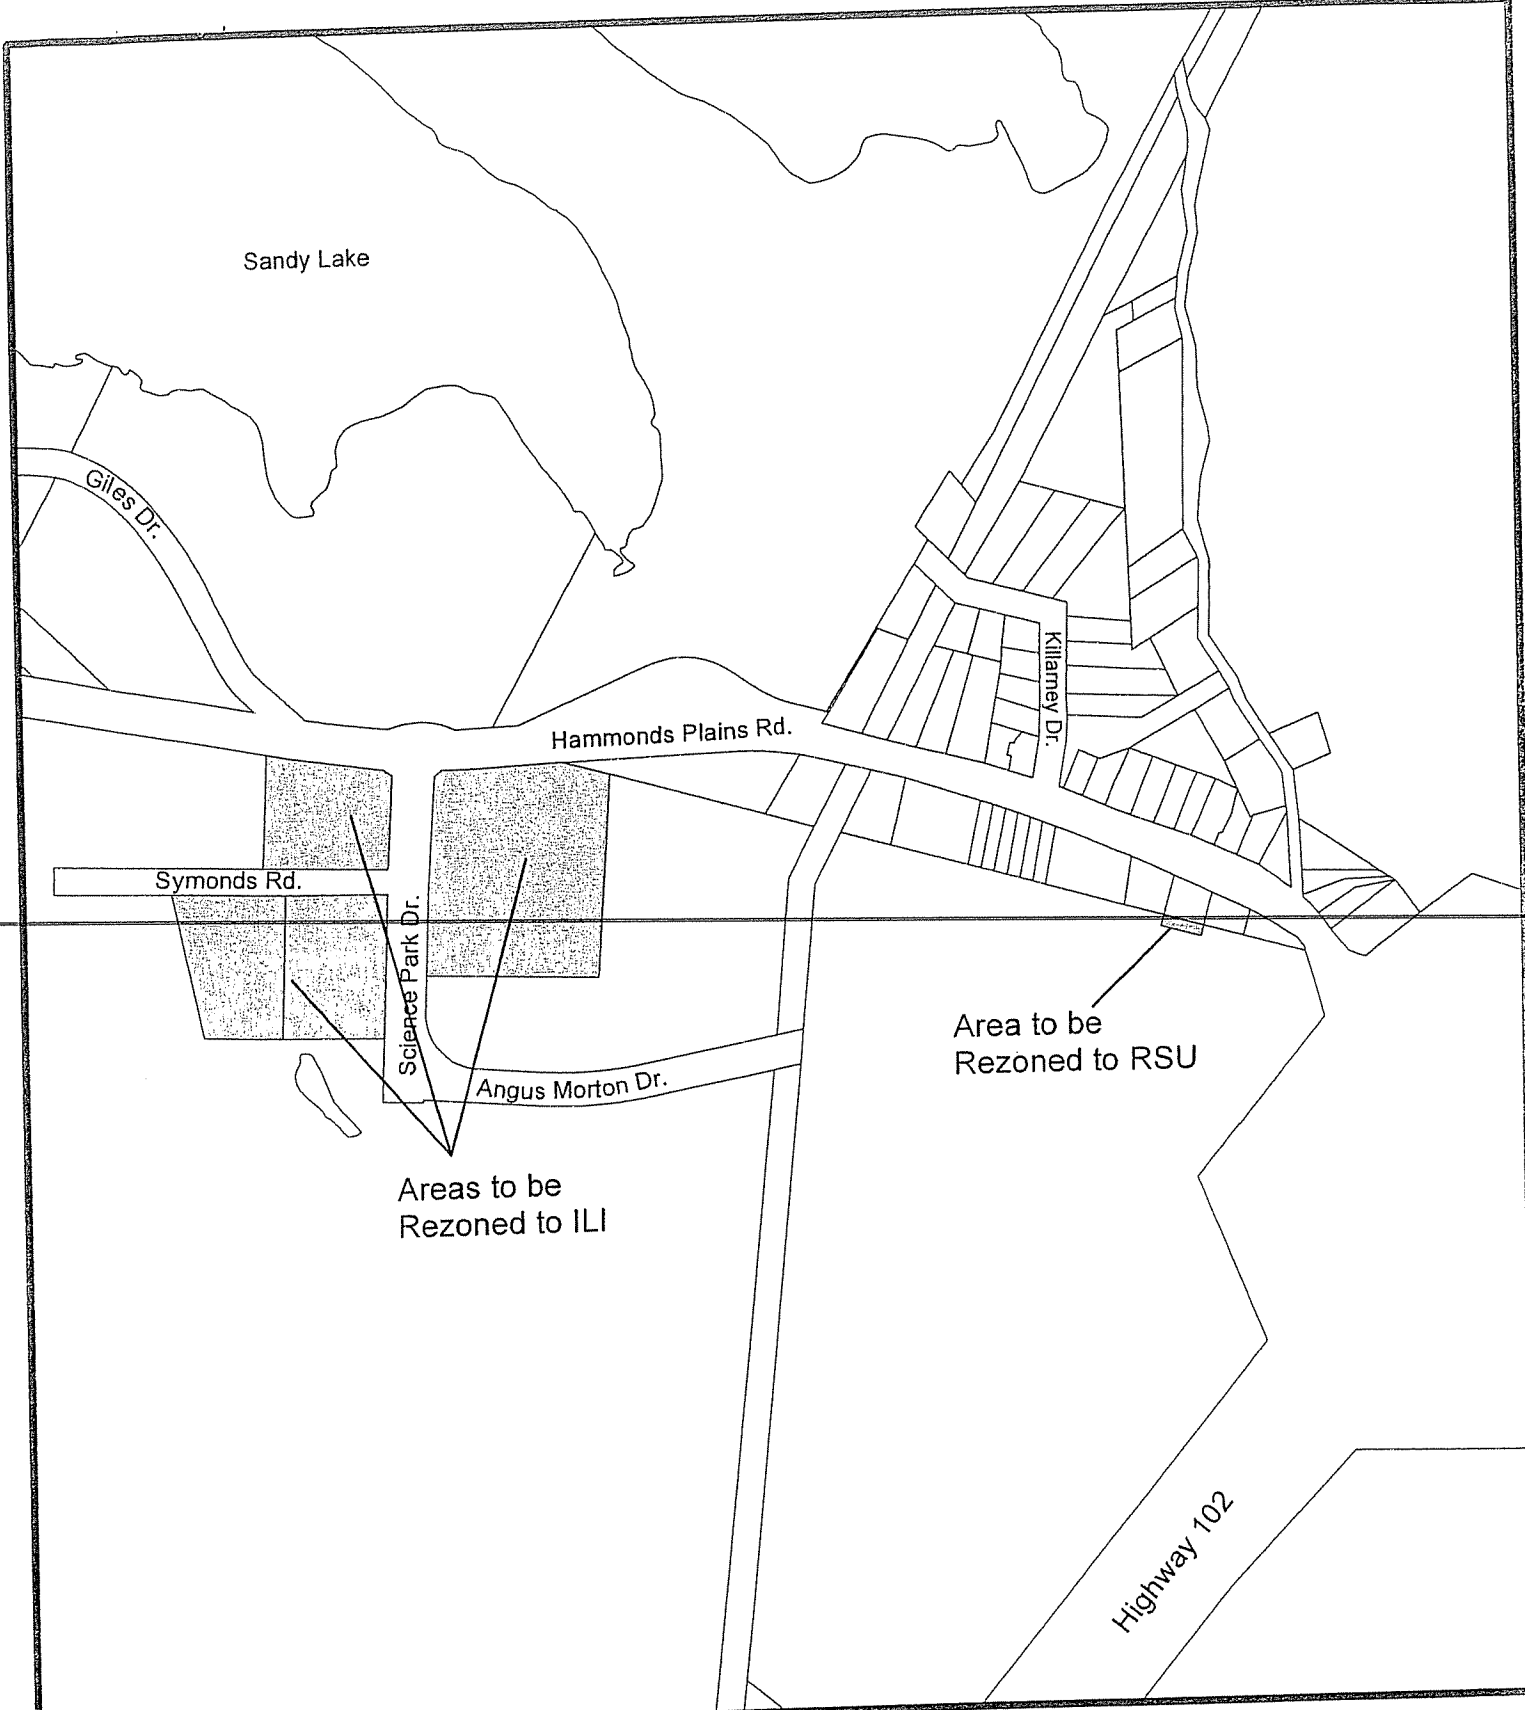 Sandy Lake
Giles Dr.
Killarney Dr.
Hammonds Plains Rd.
Symonds Rd.
Science Park Dr.
Area to be
Rezoned to RSU
Angus Morton Dr.
Areas to be
Rezoned to ILI
Highway 102